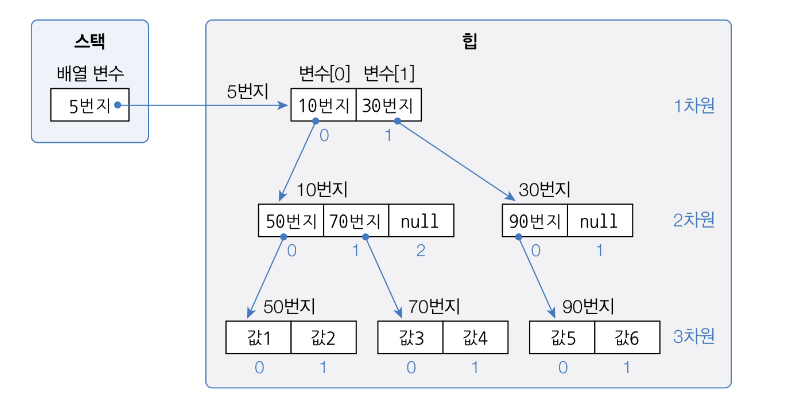 스택
힙
배열 변수
변수[0] 변수[1]
5번지
5번지
10번지 30번지
1차원
0 1
10번지
30번지
50번지 70번지 null
90번지 null
2차원
0 1 2
0 1
50번지
70번지
90번지
값1 값2
값3 값4
값5 값6
3차원
0 1
0 1
0 1